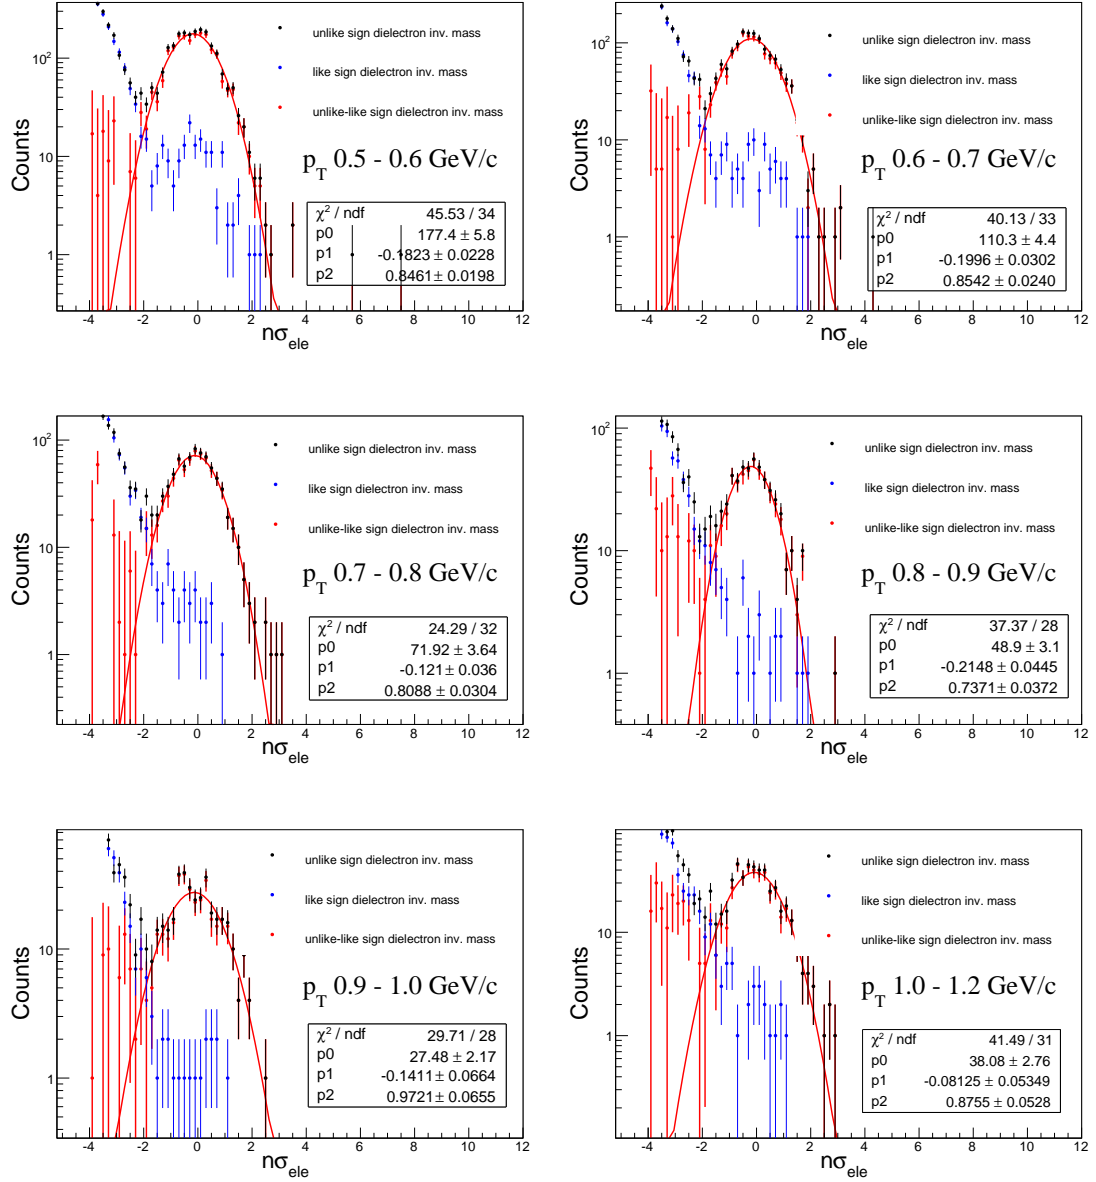 unlike sign dielectron inv. mass
like sign dielectron inv. mass
unlike-like sign dielectron inv. mass
p_T 0.5 - 0.6 GeV/c
χ² / ndf 45.53 / 34
p0 177.4 ± 5.8
p1 -0.1823 ± 0.0228
p2 0.8461 ± 0.0198
Counts
10²
10
1
-4 -2 0 2 4 6 8 10 12
nσ_ele
unlike sign dielectron inv. mass
like sign dielectron inv. mass
unlike-like sign dielectron inv. mass
p_T 0.6 - 0.7 GeV/c
χ² / ndf 40.13 / 33
p0 110.3 ± 4.4
p1 -0.1996 ± 0.0302
p2 0.8542 ± 0.0240
Counts
10²
10
1
-4 -2 0 2 4 6 8 10 12
nσ_ele
unlike sign dielectron inv. mass
like sign dielectron inv. mass
unlike-like sign dielectron inv. mass
p_T 0.7 - 0.8 GeV/c
χ² / ndf 24.29 / 32
p0 71.92 ± 3.64
p1 -0.121 ± 0.036
p2 0.8088 ± 0.0304
Counts
10²
10
1
-4 -2 0 2 4 6 8 10 12
nσ_ele
unlike sign dielectron inv. mass
like sign dielectron inv. mass
unlike-like sign dielectron inv. mass
p_T 0.8 - 0.9 GeV/c
χ² / ndf 37.37 / 28
p0 48.9 ± 3.1
p1 -0.2148 ± 0.0445
p2 0.7371 ± 0.0372
Counts
10²
10
1
-4 -2 0 2 4 6 8 10 12
nσ_ele
unlike sign dielectron inv. mass
like sign dielectron inv. mass
unlike-like sign dielectron inv. mass
p_T 0.9 - 1.0 GeV/c
χ² / ndf 29.71 / 28
p0 27.48 ± 2.17
p1 -0.1411 ± 0.0664
p2 0.9721 ± 0.0655
Counts
10
1
-4 -2 0 2 4 6 8 10 12
nσ_ele
unlike sign dielectron inv. mass
like sign dielectron inv. mass
unlike-like sign dielectron inv. mass
p_T 1.0 - 1.2 GeV/c
χ² / ndf 41.49 / 31
p0 38.08 ± 2.76
p1 -0.08125 ± 0.05349
p2 0.8755 ± 0.0528
Counts
10
1
-4 -2 0 2 4 6 8 10 12
nσ_ele